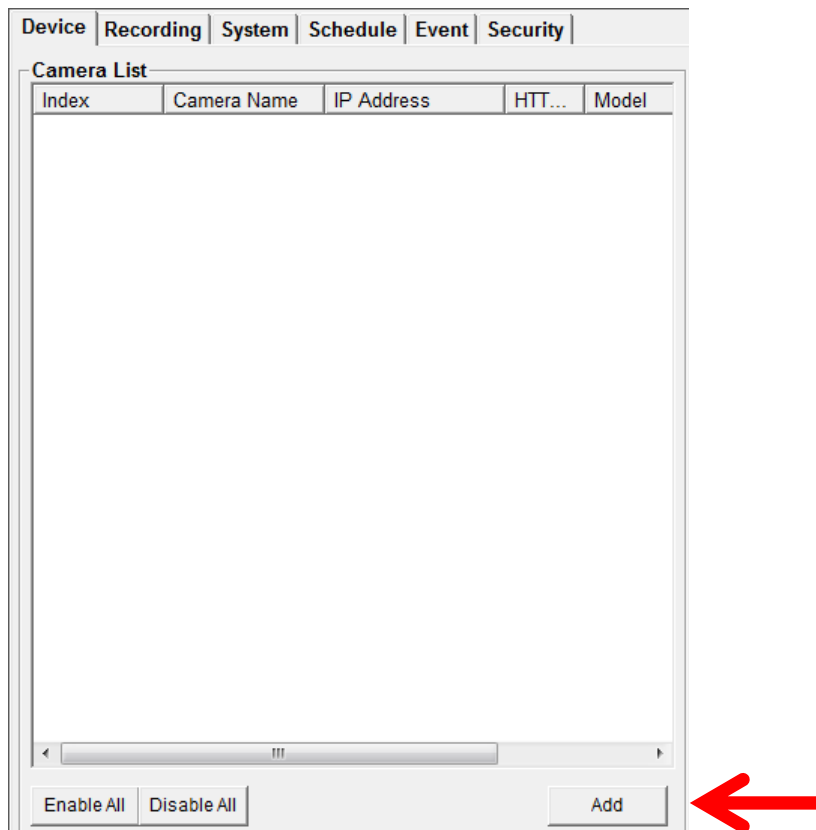 Device Recording System Schedule Event Security
Camera List
Index Camera Name IP Address HTT... Model
Enable All Disable All Add